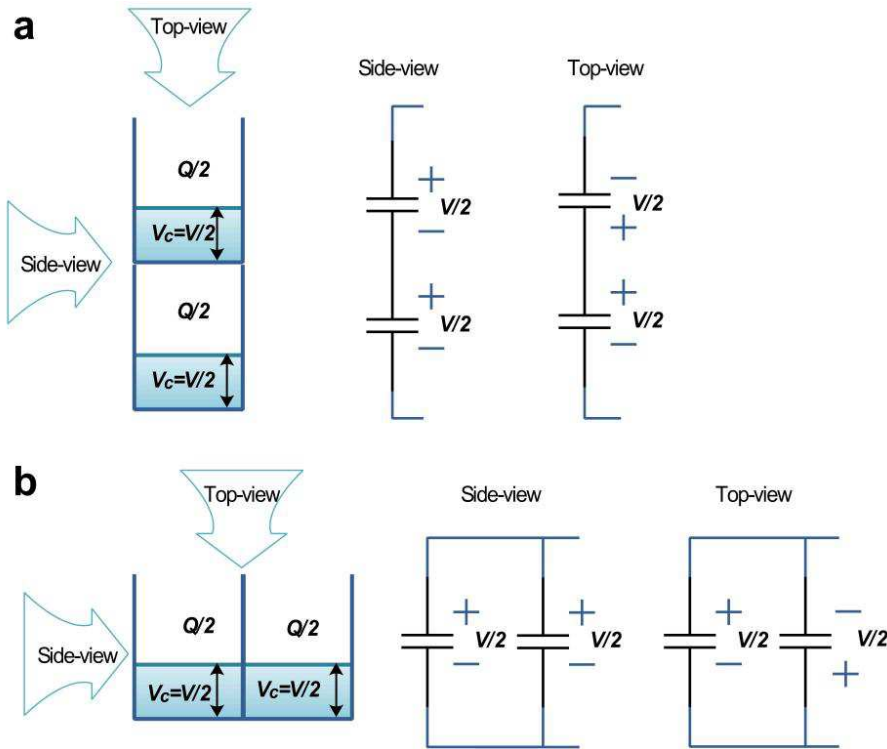 a
Top-view
Side-view
Top-view
Q/2
Vc=V/2
Side-view
Q/2
Vc=V/2
+
V/2
−
+
V/2
−
−
V/2
+
+
V/2
−
b
Top-view
Side-view
Top-view
Side-view
Q/2 Q/2
Vc=V/2 Vc=V/2
+ + + −
V/2 V/2 V/2 V/2
− − − +